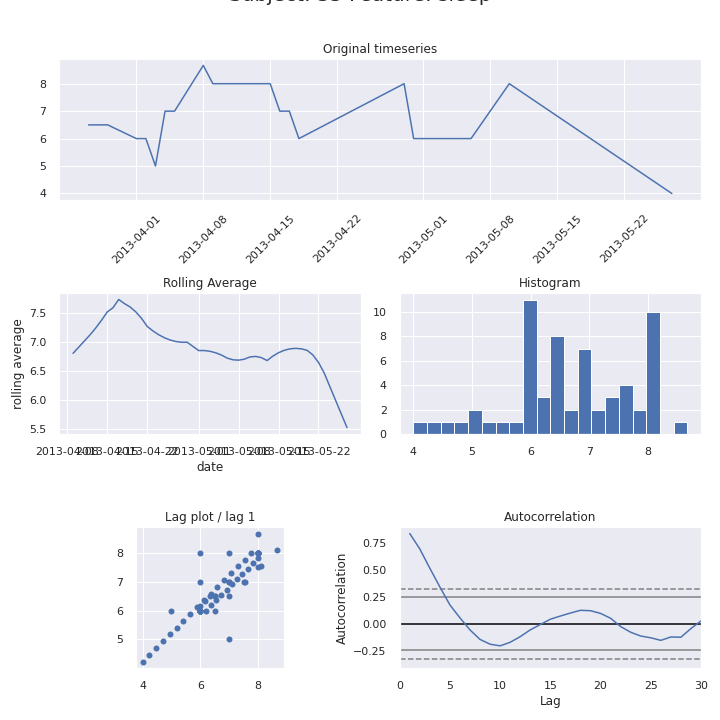 Original timeseries
8
7
6
5
4
2013-04-01
2013-04-08
2013-04-15
2013-04-22
2013-05-01
2013-05-08
2013-05-15
2013-05-22
Rolling Average
Histogram
rolling average
7.5
7.0
6.5
6.0
5.5
10
8
6
4
2
0
2013-05-22
4 5 6 7 8
date
Lag plot / lag 1
Autocorrelation
8
7
6
5
4 6 8
Autocorrelation
0.75
0.50
0.25
0.00
−0.25
0 5 10 15 20 25 30
Lag